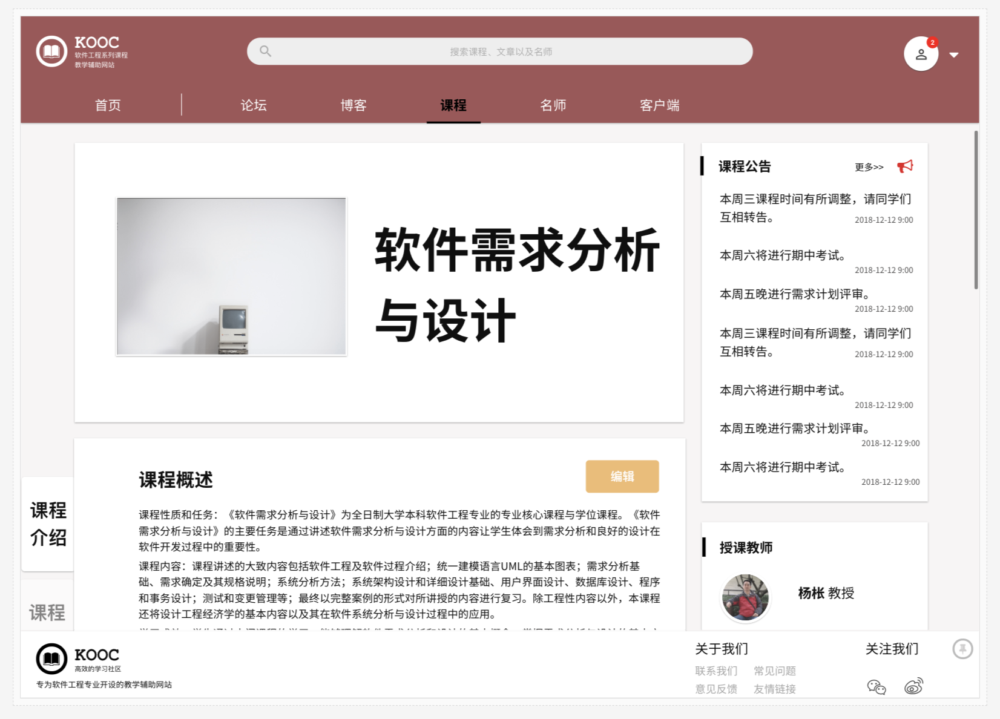 KOOC
软件工程系列课程
教学辅助网站
搜索课程、文章以及名师
2
首页
论坛
博客
课程
名师
客户端
软件需求分析
与设计
课程公告
更多>>
本周三课程时间有所调整，请同学们
互相转告。
2018-12-12 9:00
本周六将进行期中考试。
2018-12-12 9:00
本周五晚进行需求计划评审。
2018-12-12 9:00
本周三课程时间有所调整，请同学们
互相转告。
2018-12-12 9:00
本周六将进行期中考试。
2018-12-12 9:00
本周五晚进行需求计划评审。
2018-12-12 9:00
本周六将进行期中考试。
2018-12-12 9:00
课程
介绍
课程
课程概述
编辑
课程性质和任务：《软件需求分析与设计》为全日制大学本科软件工程专业的专业核心课程与学位课程。《软件
需求分析与设计》的主要任务是通过讲述软件需求分析与设计方面的内容让学生体会到需求分析和良好的设计在
软件开发过程中的重要性。
课程内容：课程讲述的大致内容包括软件工程及软件过程介绍；统一建模语言UML的基本图表；需求分析基
础、需求确定及其规格说明；系统分析方法；系统架构设计和详细设计基础、用户界面设计、数据库设计、程序
和事务设计；测试和变更管理等；最终以完整案例的形式对所讲授的内容进行复习。除工程性内容以外，本课程
还将设计工程经济学的基本内容以及其在软件系统分析与设计过程中的应用。
授课教师
杨枨 教授
KOOC
高效的学习社区
专为软件工程专业开设的教学辅助网站
关于我们
联系我们
常见问题
意见反馈
友情链接
关注我们